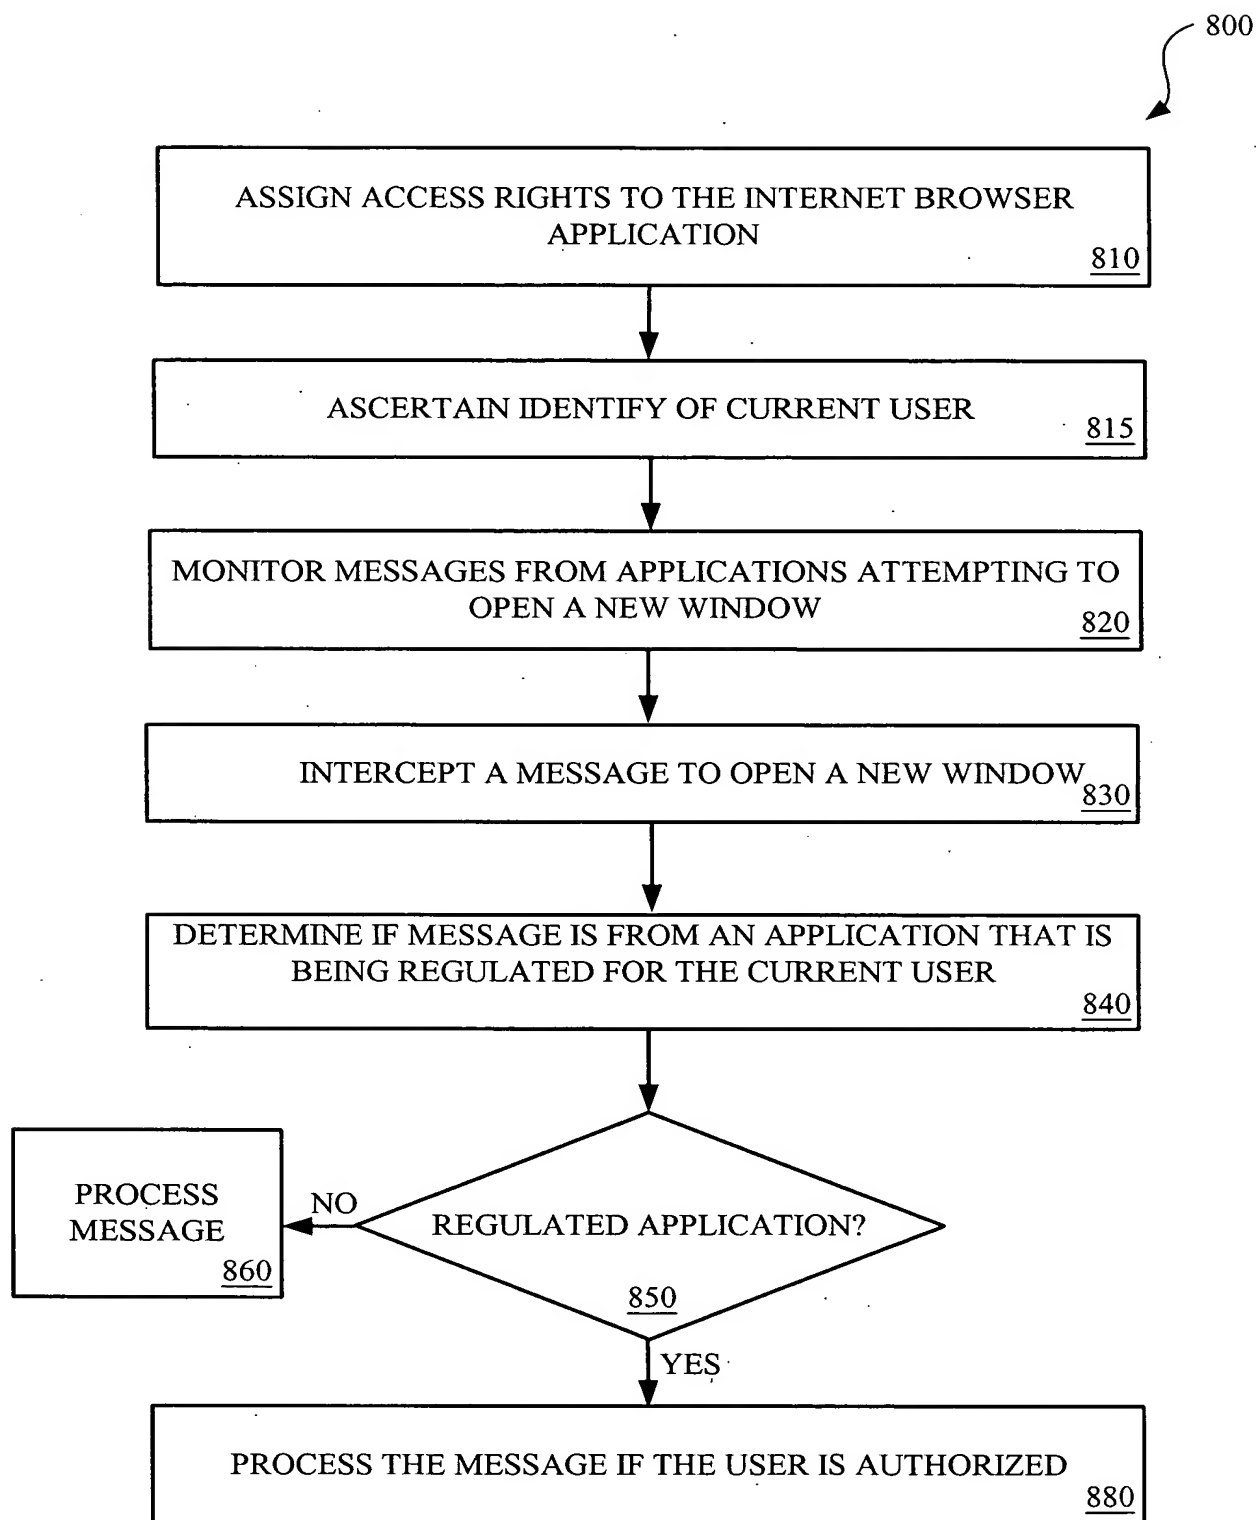 800
ASSIGN ACCESS RIGHTS TO THE INTERNET BROWSER
APPLICATION
810
ASCERTAIN IDENTIFY OF CURRENT USER
815
MONITOR MESSAGES FROM APPLICATIONS ATTEMPTING TO
OPEN A NEW WINDOW
820
INTERCEPT A MESSAGE TO OPEN A NEW WINDOW
830
DETERMINE IF MESSAGE IS FROM AN APPLICATION THAT IS
BEING REGULATED FOR THE CURRENT USER
840
PROCESS
MESSAGE
860
NO
REGULATED APPLICATION?
850
YES
PROCESS THE MESSAGE IF THE USER IS AUTHORIZED
880